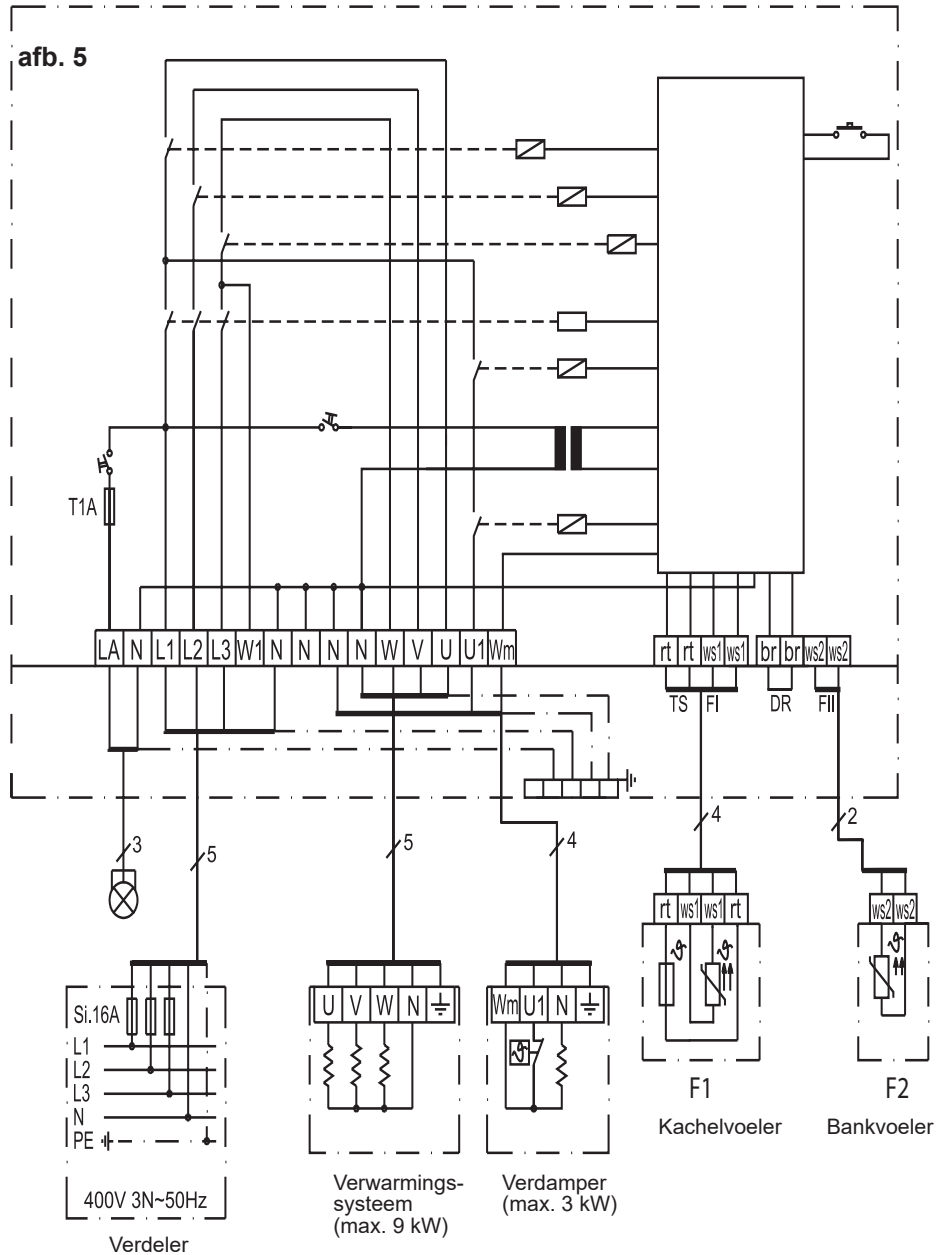 afb. 5
T1A
LA N L1 L2 L3 W1 N N N N W V U U1 Wm
rt rt ws1 ws1 br br ws2 ws2
TS FI DR FII
3
5
5
4
4
2
rt ws1 ws1 rt
ws2 ws2
Si.16A
L1
L2
L3
N
PE
400V 3N~50Hz
Verdeler
U V W N
Verwarmings-
systeem
(max. 9 kW)
Wm U1 N
ϑ
Verdamper
(max. 3 kW)
ϑ
ϑ
F1
Kachelvoeler
ϑ
F2
Bankvoeler